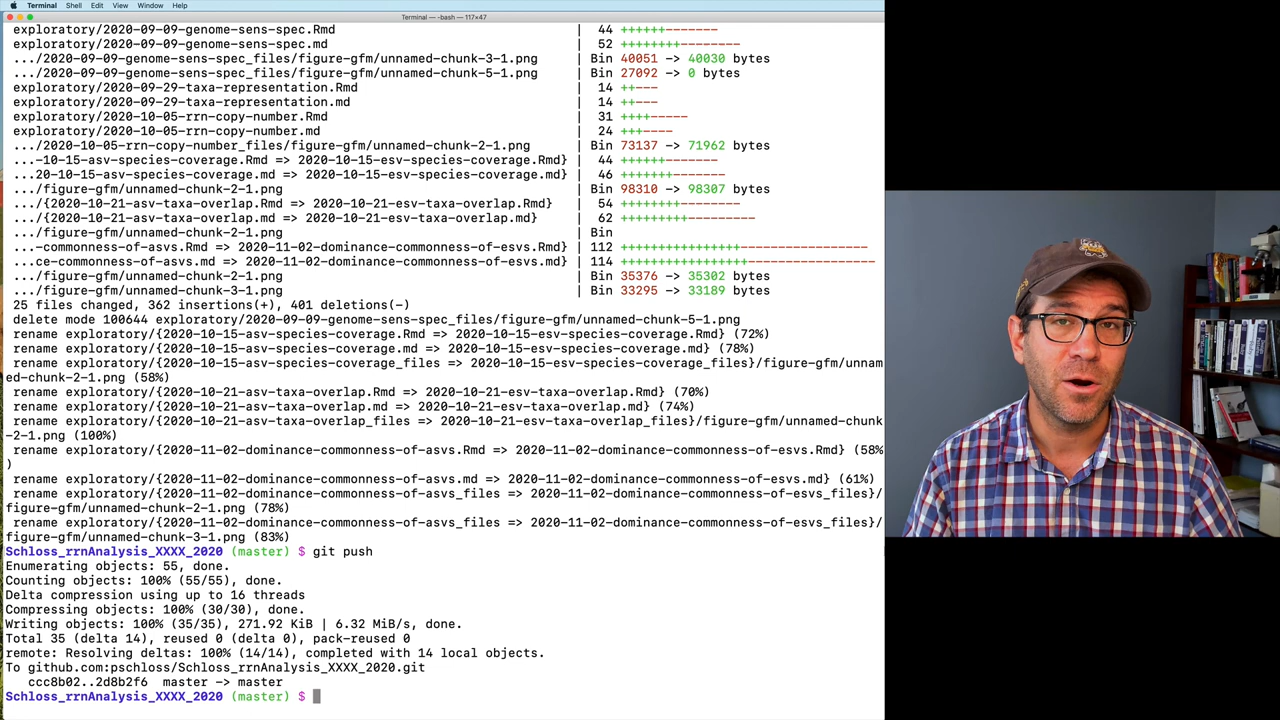 Terminal Shell Edit View Window Help
Terminal — -bash — 117×47
exploratory/2020-09-09-genome-sens-spec.Rmd | 44 ++++++-------
exploratory/2020-09-09-genome-sens-spec.md | 52 ++++++++--------
.../2020-09-09-genome-sens-spec_files/figure-gfm/unnamed-chunk-3-1.png | Bin 40051 -> 40030 bytes
.../2020-09-09-genome-sens-spec_files/figure-gfm/unnamed-chunk-5-1.png | Bin 27092 -> 0 bytes
exploratory/2020-09-29-taxa-representation.Rmd | 14 ++---
exploratory/2020-09-29-taxa-representation.md | 14 ++---
exploratory/2020-10-05-rrn-copy-number.Rmd | 31 ++++-----
exploratory/2020-10-05-rrn-copy-number.md | 24 +++----
.../2020-10-05-rrn-copy-number_files/figure-gfm/unnamed-chunk-2-1.png | Bin 73137 -> 71962 bytes
...-10-15-asv-species-coverage.Rmd => 2020-10-15-esv-species-coverage.Rmd} | 44 ++++++-------
...20-10-15-asv-species-coverage.md => 2020-10-15-esv-species-coverage.md} | 46 +++++++-------
.../figure-gfm/unnamed-chunk-2-1.png | Bin 98310 -> 98307 bytes
.../{2020-10-21-asv-taxa-overlap.Rmd => 2020-10-21-esv-taxa-overlap.Rmd} | 54 ++++++++--------
.../{2020-10-21-asv-taxa-overlap.md => 2020-10-21-esv-taxa-overlap.md} | 62 +++++++++---------
.../figure-gfm/unnamed-chunk-2-1.png | Bin
...-commonness-of-asvs.Rmd => 2020-11-02-dominance-commonness-of-esvs.Rmd} | 112 ++++++++++++++++-----------------
...ce-commonness-of-asvs.md => 2020-11-02-dominance-commonness-of-esvs.md} | 114 +++++++++++++++++-----------------
.../figure-gfm/unnamed-chunk-2-1.png | Bin 35376 -> 35302 bytes
.../figure-gfm/unnamed-chunk-3-1.png | Bin 33295 -> 33189 bytes
25 files changed, 362 insertions(+), 401 deletions(-)
delete mode 100644 exploratory/2020-09-09-genome-sens-spec_files/figure-gfm/unnamed-chunk-5-1.png
rename exploratory/{2020-10-15-asv-species-coverage.Rmd => 2020-10-15-esv-species-coverage.Rmd} (72%)
rename exploratory/{2020-10-15-asv-species-coverage.md => 2020-10-15-esv-species-coverage.md} (78%)
rename exploratory/{2020-10-15-asv-species-coverage_files => 2020-10-15-esv-species-coverage_files}/figure-gfm/unnam
ed-chunk-2-1.png (58%)
rename exploratory/{2020-10-21-asv-taxa-overlap.Rmd => 2020-10-21-esv-taxa-overlap.Rmd} (70%)
rename exploratory/{2020-10-21-asv-taxa-overlap.md => 2020-10-21-esv-taxa-overlap.md} (74%)
rename exploratory/{2020-10-21-asv-taxa-overlap_files => 2020-10-21-esv-taxa-overlap_files}/figure-gfm/unnamed-chunk
-2-1.png (100%)
rename exploratory/{2020-11-02-dominance-commonness-of-asvs.Rmd => 2020-11-02-dominance-commonness-of-esvs.Rmd} (58%
)
rename exploratory/{2020-11-02-dominance-commonness-of-asvs.md => 2020-11-02-dominance-commonness-of-esvs.md} (61%)
rename exploratory/{2020-11-02-dominance-commonness-of-asvs_files => 2020-11-02-dominance-commonness-of-esvs_files}/
figure-gfm/unnamed-chunk-2-1.png (78%)
rename exploratory/{2020-11-02-dominance-commonness-of-asvs_files => 2020-11-02-dominance-commonness-of-esvs_files}/
figure-gfm/unnamed-chunk-3-1.png (83%)
Schloss_rrnAnalysis_XXXX_2020 (master) $ git push
Enumerating objects: 55, done.
Counting objects: 100% (55/55), done.
Delta compression using up to 16 threads
Compressing objects: 100% (30/30), done.
Writing objects: 100% (35/35), 271.92 KiB | 6.32 MiB/s, done.
Total 35 (delta 14), reused 0 (delta 0), pack-reused 0
remote: Resolving deltas: 100% (14/14), completed with 14 local objects.
To github.com:pschloss/Schloss_rrnAnalysis_XXXX_2020.git
ccc8b02..2d8b2f6 master -> master
Schloss_rrnAnalysis_XXXX_2020 (master) $